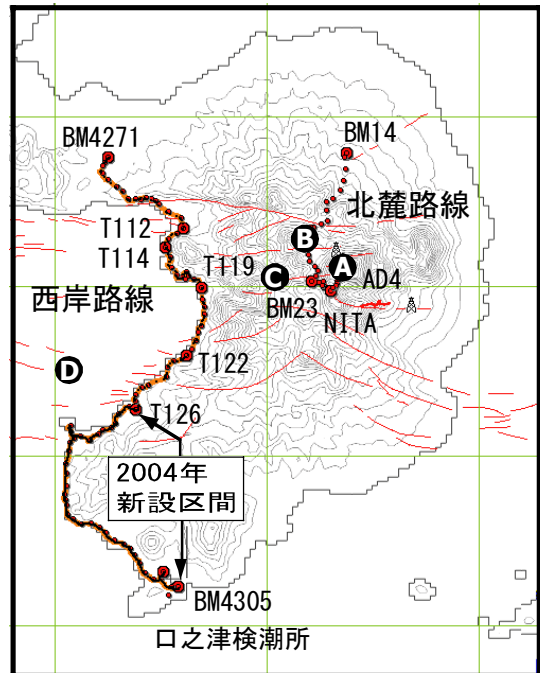 BM4271
BM14
北麓路線
T112
B
T114
T119
C
A
AD4
西岸路線
BM23
NITA
T122
D
T126
2004年
新設区間
BM4305
口之津検潮所